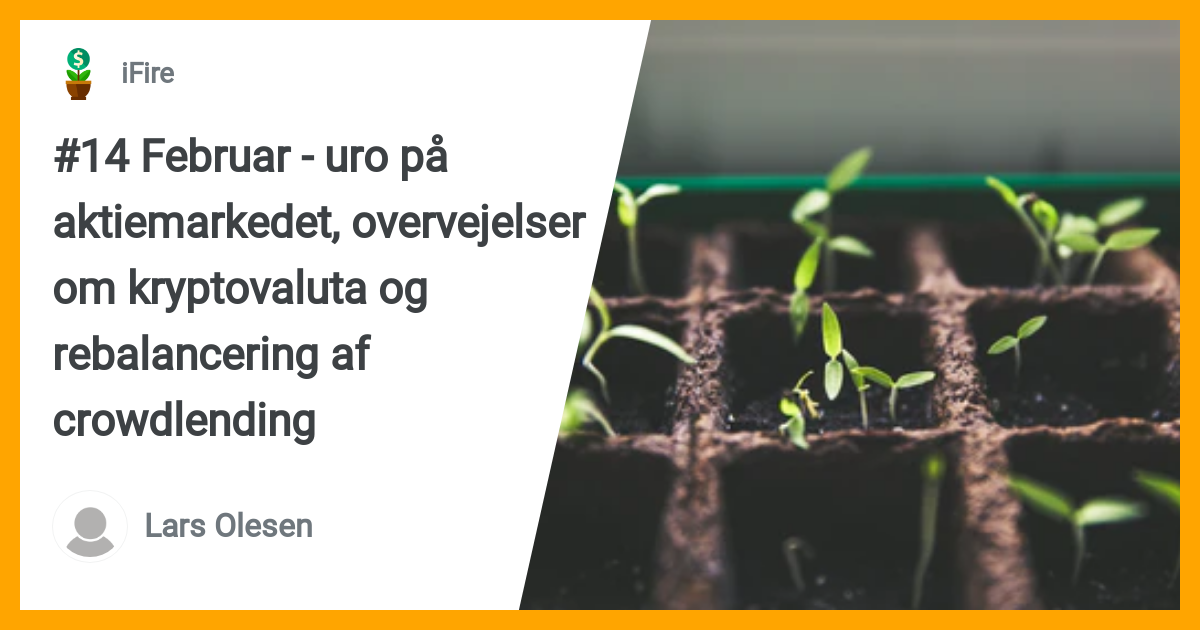 $
iFire
#14 Februar - uro på
aktiemarkedet, overvejelser
om kryptovaluta og
rebalancering af
crowdlending
Lars Olesen